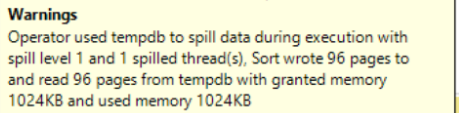 Warnings
Operator used tempdb to spill data during execution with
spill level 1 and 1 spilled thread(s), Sort wrote 96 pages to
and read 96 pages from tempdb with granted memory
1024KB and used memory 1024KB